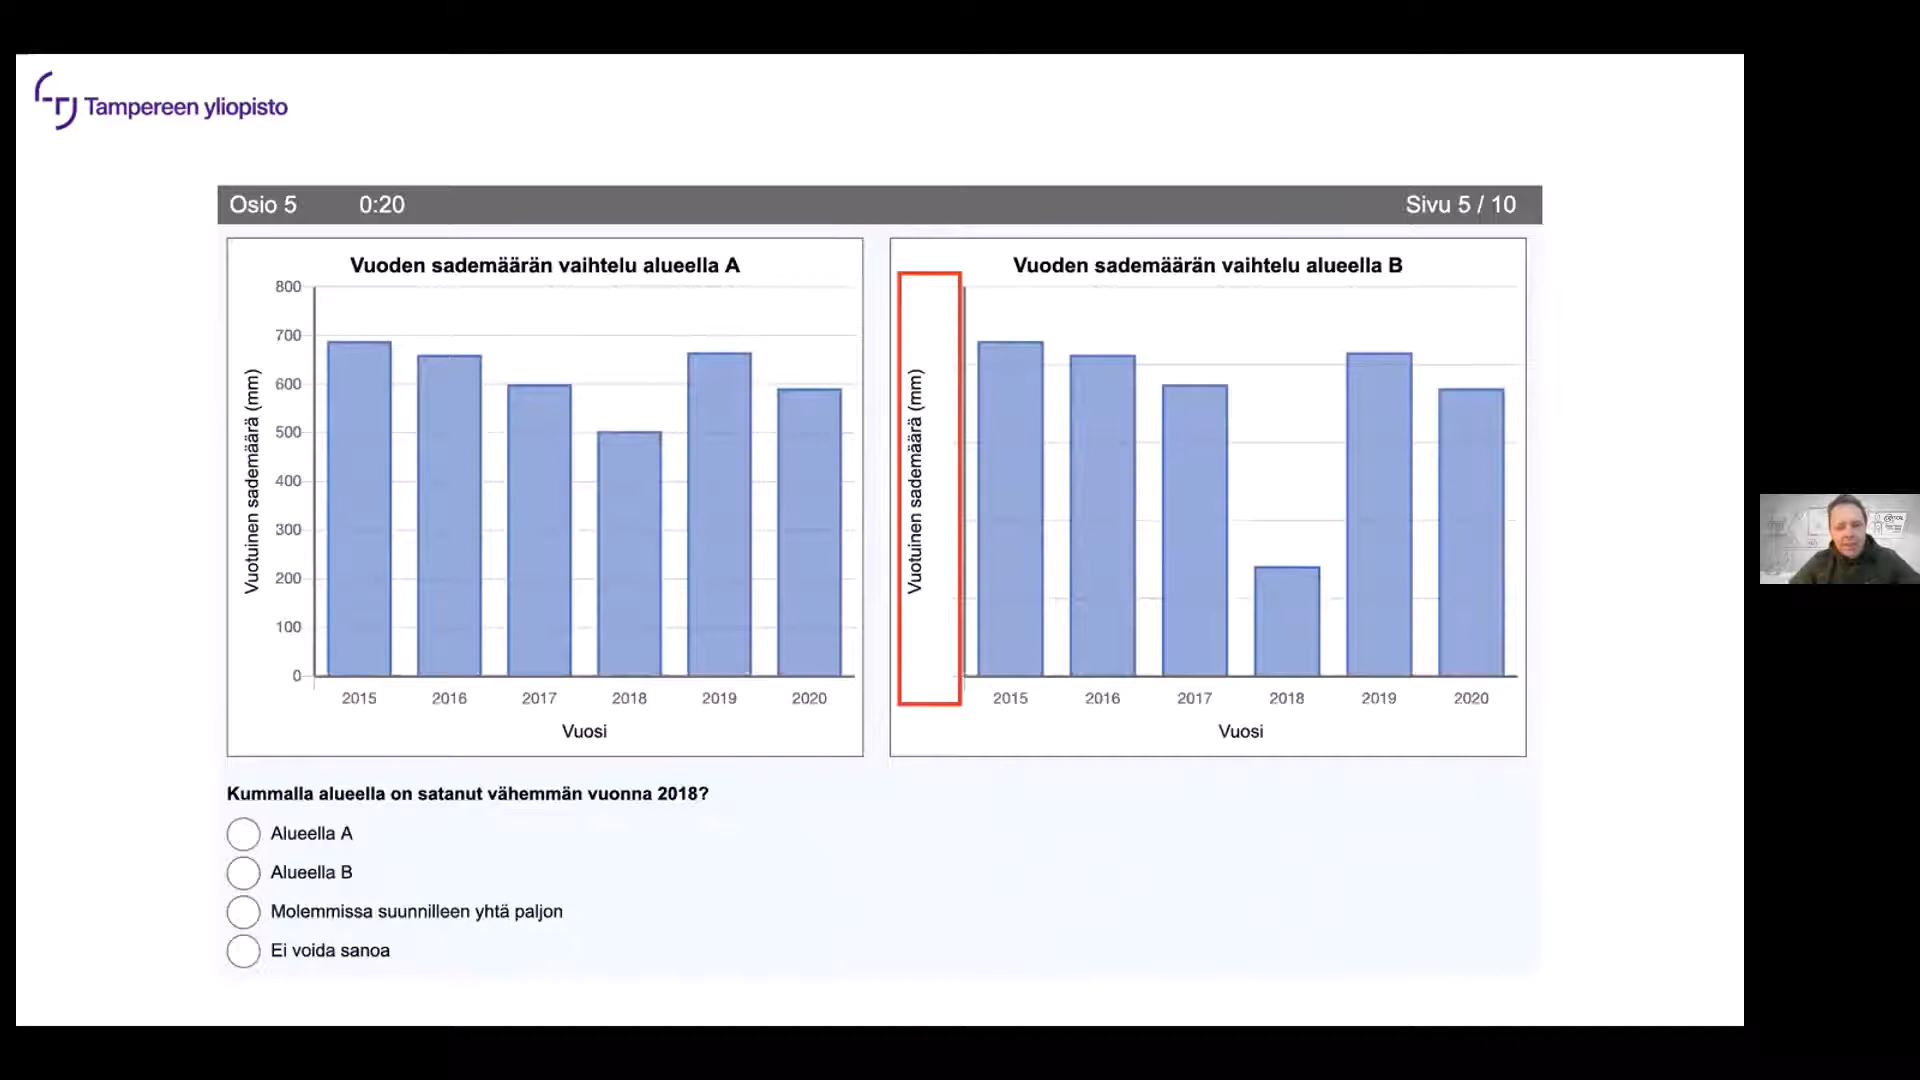 Tampereen yliopisto
Osio 5 0:20 Sivu 5 / 10
Vuoden sademäärän vaihtelu alueella A
Vuotuinen sademäärä (mm)
800
700
600
500
400
300
200
100
0
2015 2016 2017 2018 2019 2020
Vuosi
Vuoden sademäärän vaihtelu alueella B
Vuotuinen sademäärä (mm)
2015 2016 2017 2018 2019 2020
Vuosi
Kummalla alueella on satanut vähemmän vuonna 2018?
Alueella A
Alueella B
Molemmissa suunnilleen yhtä paljon
Ei voida sanoa